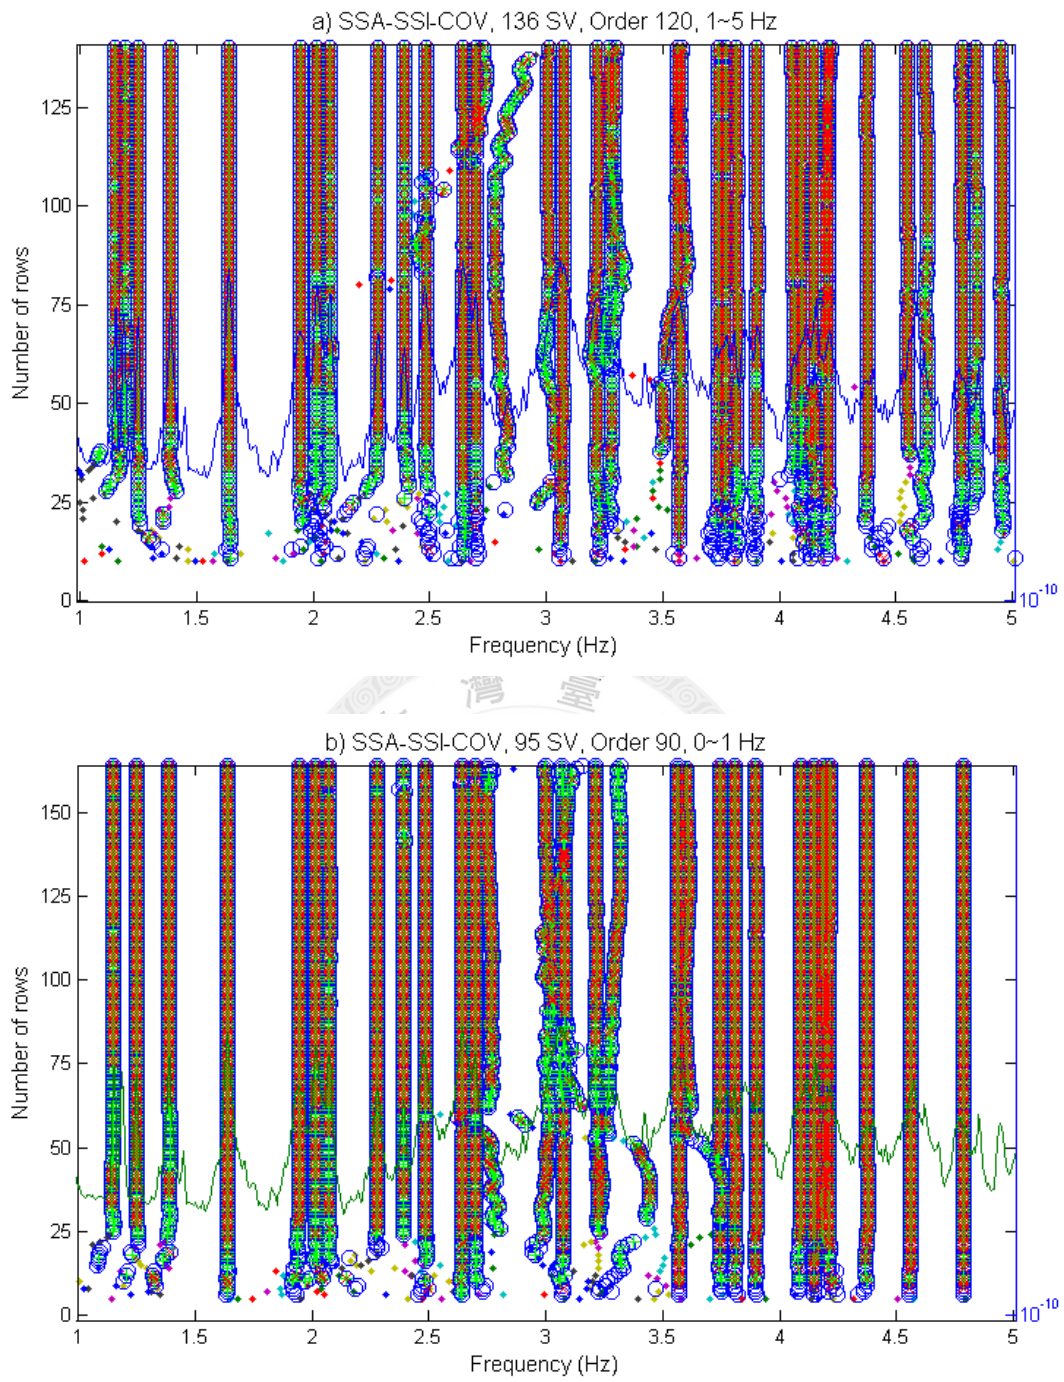 a) SSA-SSI-COV, 136 SV, Order 120, 1~5 Hz
125
100
75
50
25
0
Number of rows
1 1.5 2 2.5 3 3.5 4 4.5 5
10^-10
Frequency (Hz)
灣 臺
b) SSA-SSI-COV, 95 SV, Order 90, 0~1 Hz
150
125
100
75
50
25
0
Number of rows
1 1.5 2 2.5 3 3.5 4 4.5 5
10^-10
Frequency (Hz)